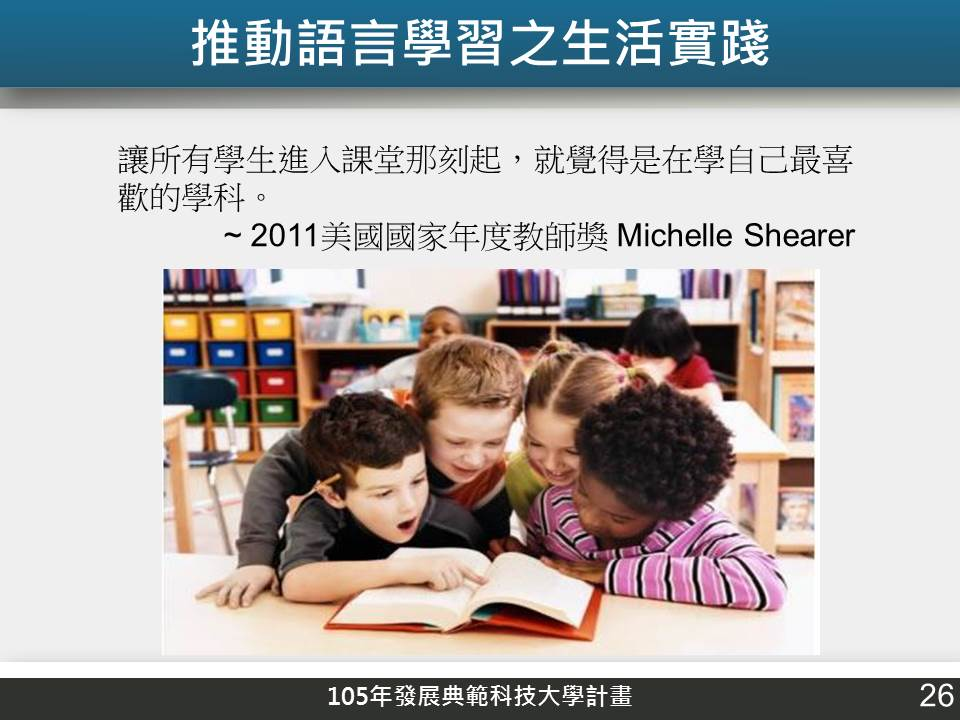 推動語言學習之生活實踐
讓所有學生進入課堂那刻起，就覺得是在學自己最喜
歡的學科。
~ 2011美國國家年度教師獎 Michelle Shearer
105年發展典範科技大學計畫
26